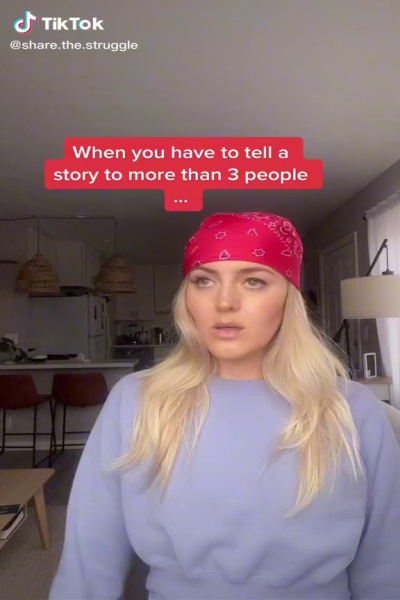 TikTok
@share.the.struggle
When you have to tell a
story to more than 3 people
...